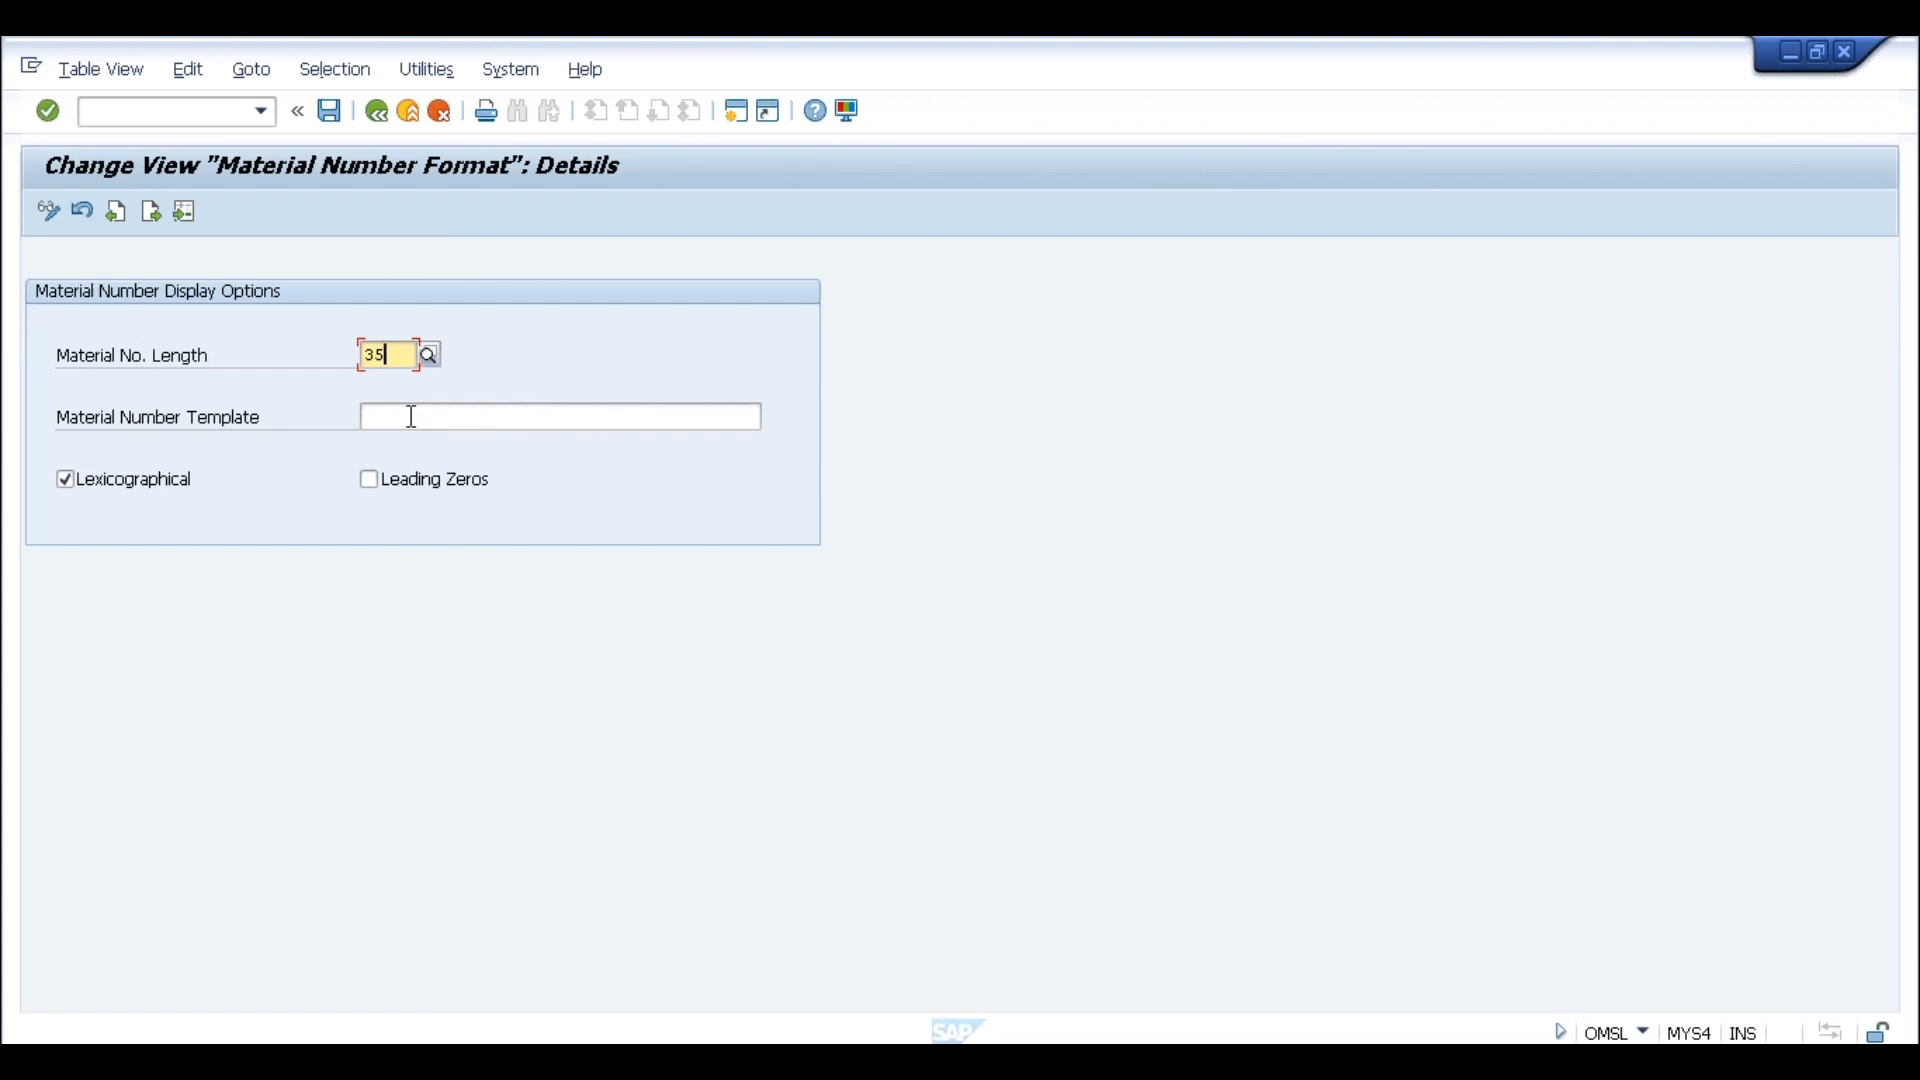 Table View Edit Goto Selection Utilities System Help
Change View "Material Number Format": Details
Material Number Display Options
Material No. Length 35
Material Number Template
Lexicographical Leading Zeros
SAP OMSL MYS4 INS